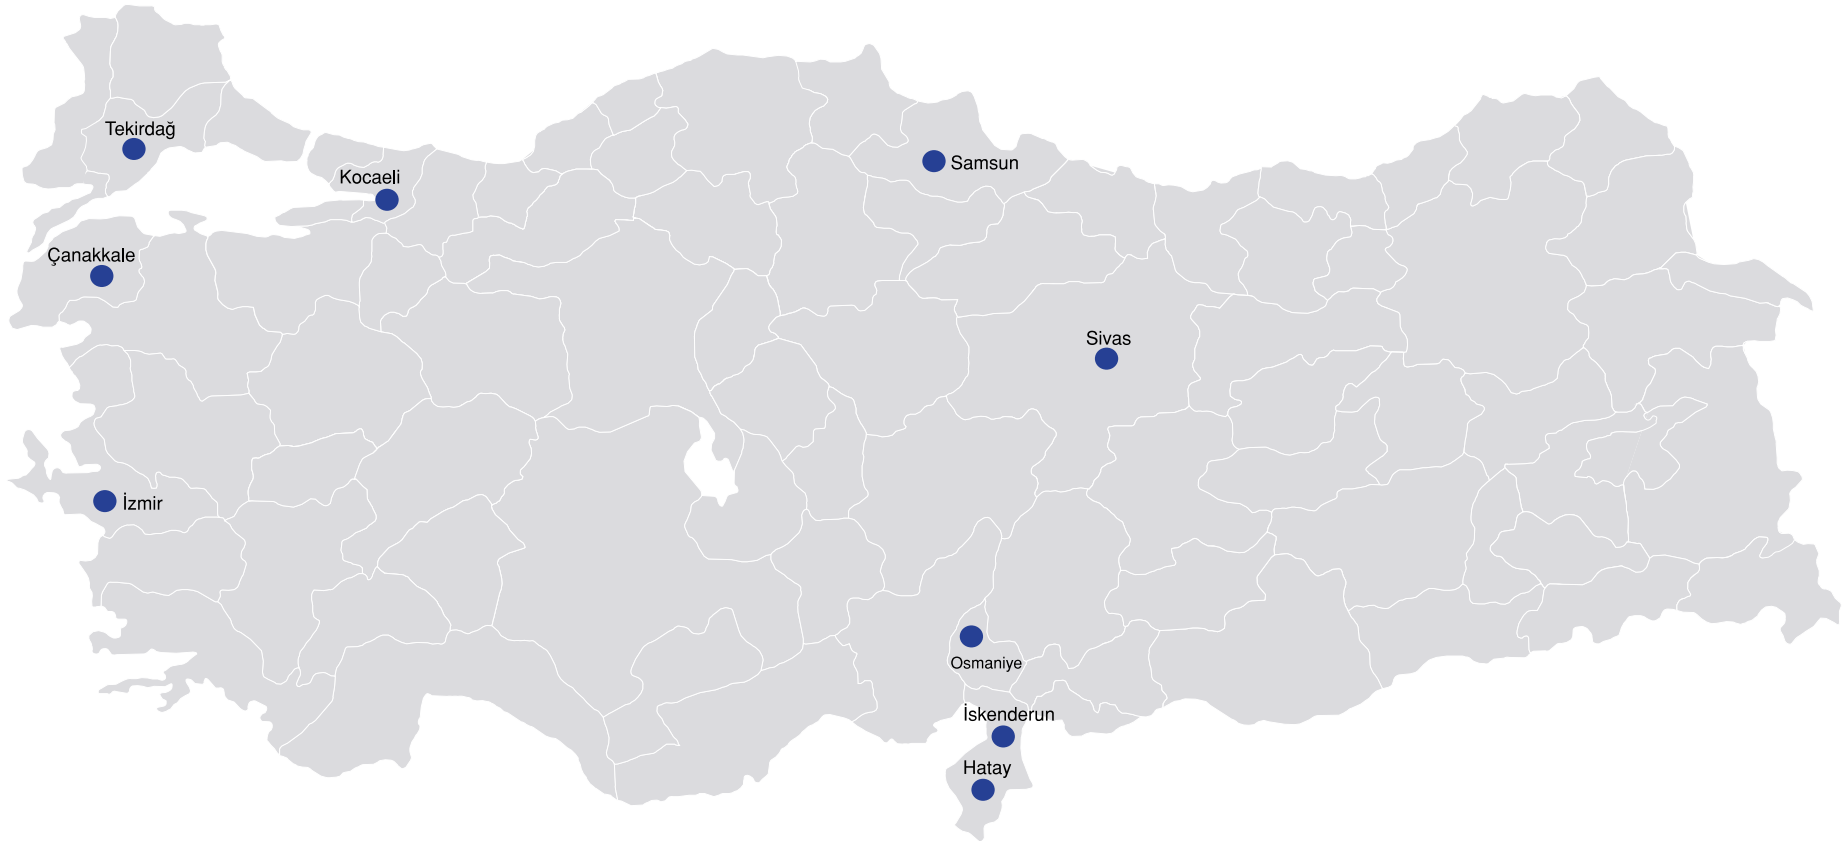 Tekirdağ
Samsun
Kocaeli
Çanakkale
Sivas
İzmir
Osmaniye
İskenderun
Hatay